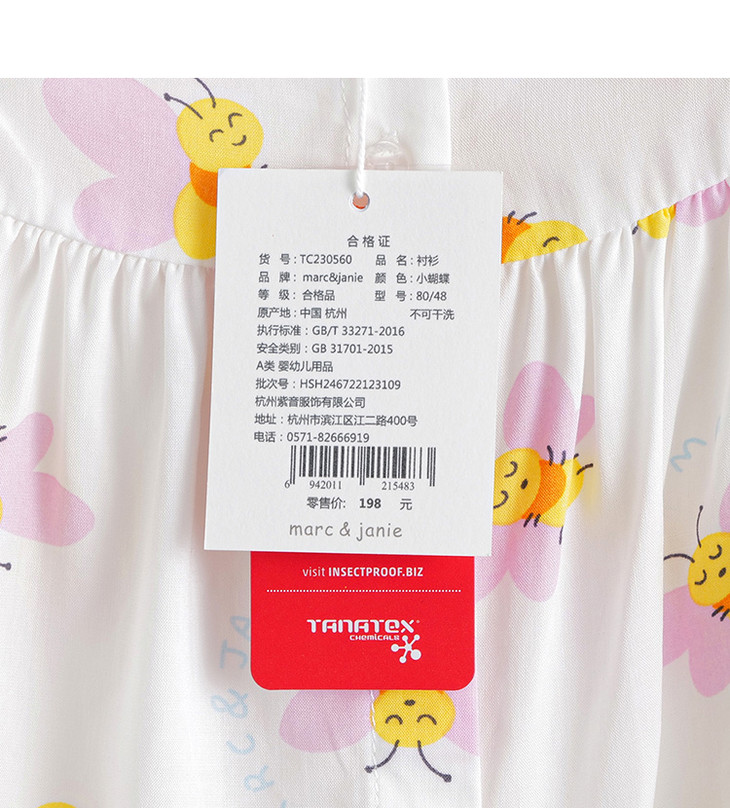 合格证
货 号:TC230560 品 名:衬衫
品 牌: marc&janie 颜 色:小蝴蝶
等 级: 合格品 型 号:80/48
原产地:中国 杭州 不可干洗
执行标准:GB/T 33271-2016
安全类别:GB 31701-2015
A类 婴幼儿用品
批次号:HSH246722123109
杭州紫音服饰有限公司
地址:杭州市滨江区江二路400号
电话:0571-82666919
6 942011 215483
零售价: 198 元
marc & janie
visit INSECTPROOF.BIZ
TANATEX
CHEMICALS